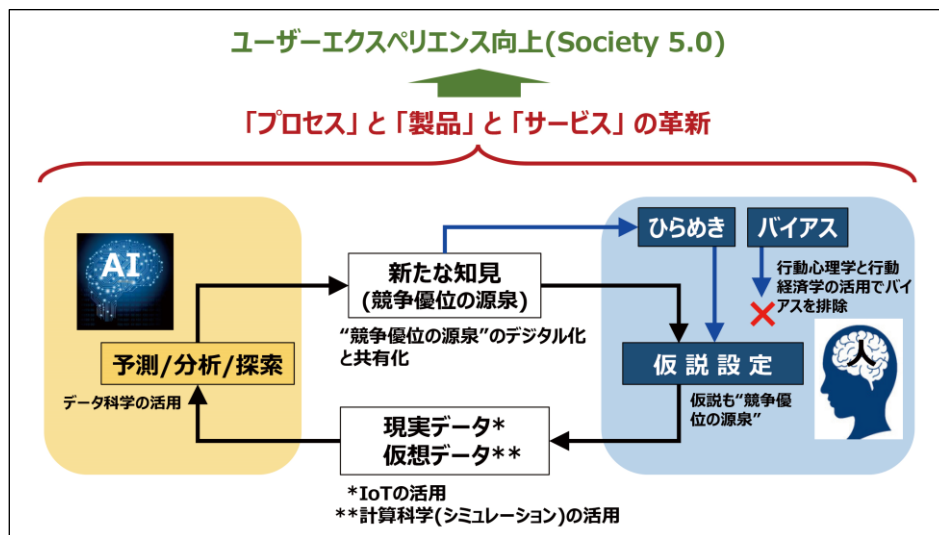 ユーザーエクスペリエンス向上(Society 5.0)
「プロセス」と「製品」と「サービス」の革新
AI
予測/分析/探索
データ科学の活用
新たな知見
(競争優位の源泉)
“競争優位の源泉”のデジタル化
と共有化
現実データ*
仮想データ**
*IoTの活用
**計算科学(シミュレーション)の活用
ひらめき
バイアス
行動心理学と行動
経済学の活用でバイ
アスを排除
仮説設定
仮説も“競争優
位の源泉”
人